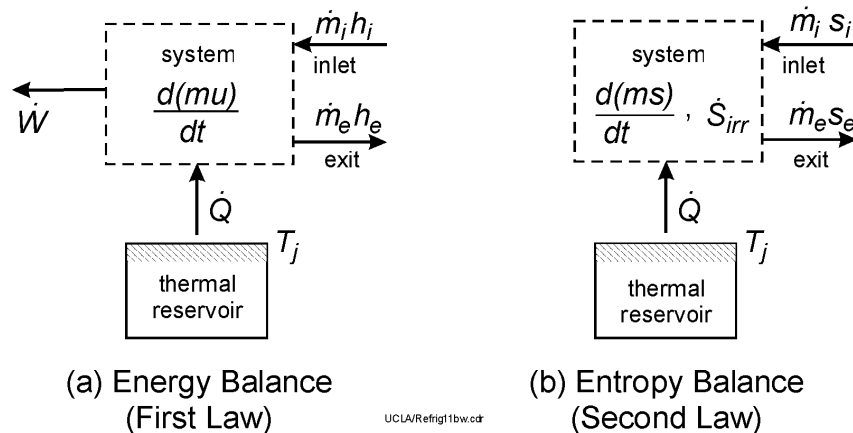 system
d(mu)
dt
Ẇ
ṁᵢhᵢ
inlet
ṁₑhₑ
exit
Q̇
Tⱼ
thermal
reservoir
(a) Energy Balance
(First Law)
system
d(ms)
dt
, Ṡᵢᵣᵣ
ṁᵢ sᵢ
inlet
ṁₑsₑ
exit
Q̇
Tⱼ
thermal
reservoir
(b) Entropy Balance
(Second Law)
UCLA/Refrig11bw.cdr